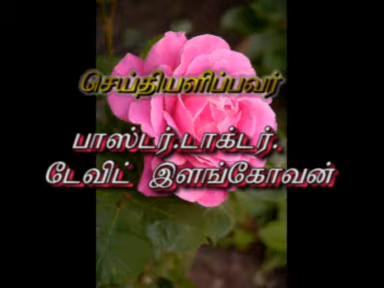 செய்தியளிப்பவர்
பாஸ்டர்.டாக்டர்.
டேவிட் இளங்கோவன்